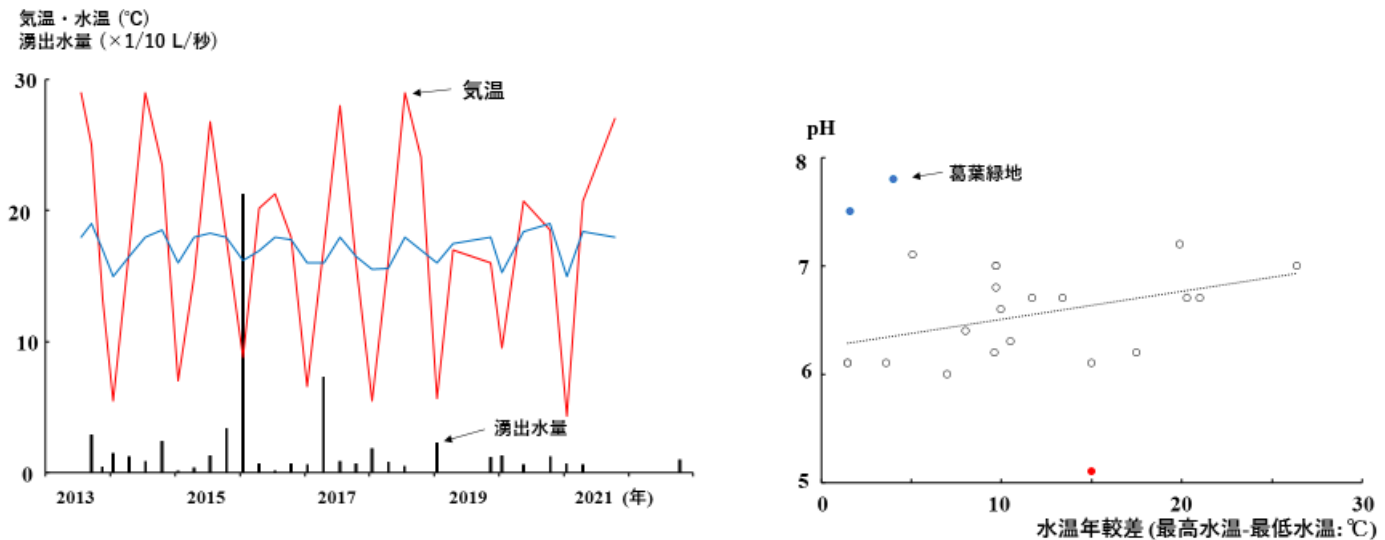 気温・水温 (℃)
湧出水量 (×1/10 L/秒)
30
20
10
0
気温
湧出水量
2013 2015 2017 2019 2021 (年)
pH
8
7
6
5
葛葉緑地
0 10 20 30
水温年較差 (最高水温-最低水温: ℃)